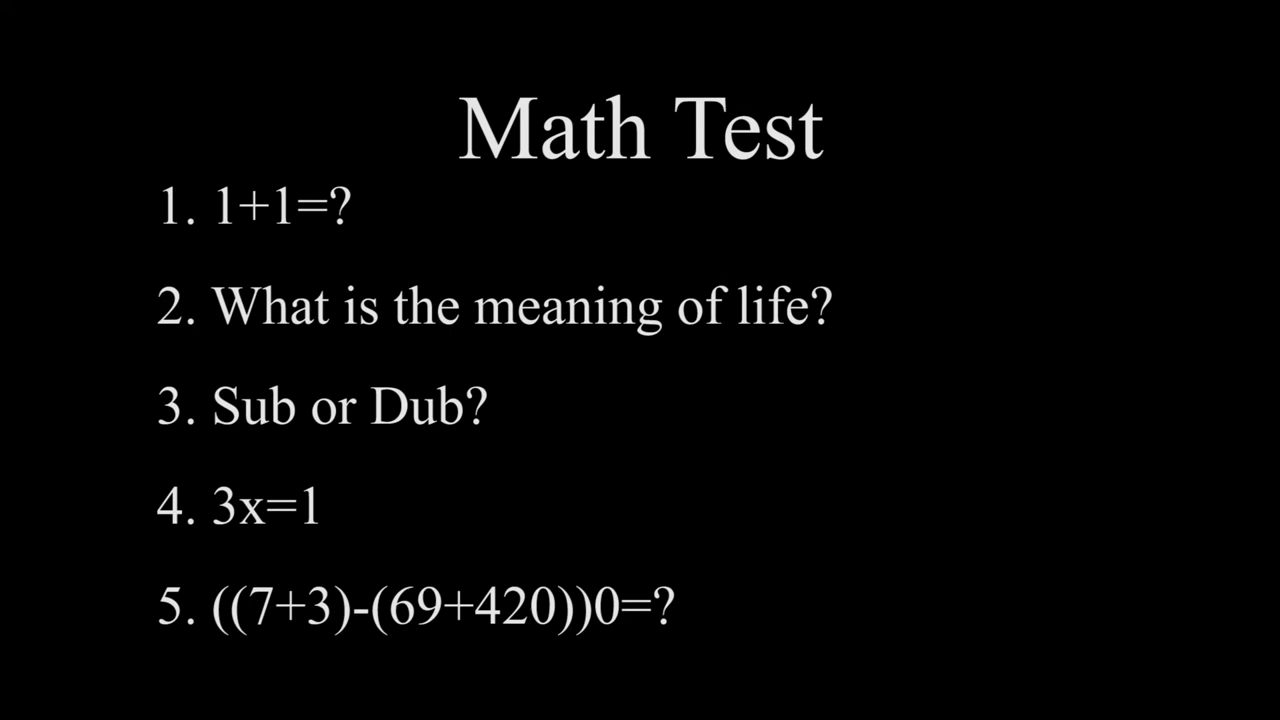 Math Test
1. 1+1=?
2. What is the meaning of life?
3. Sub or Dub?
4. 3x=1
5. ((7+3)-(69+420))0=?